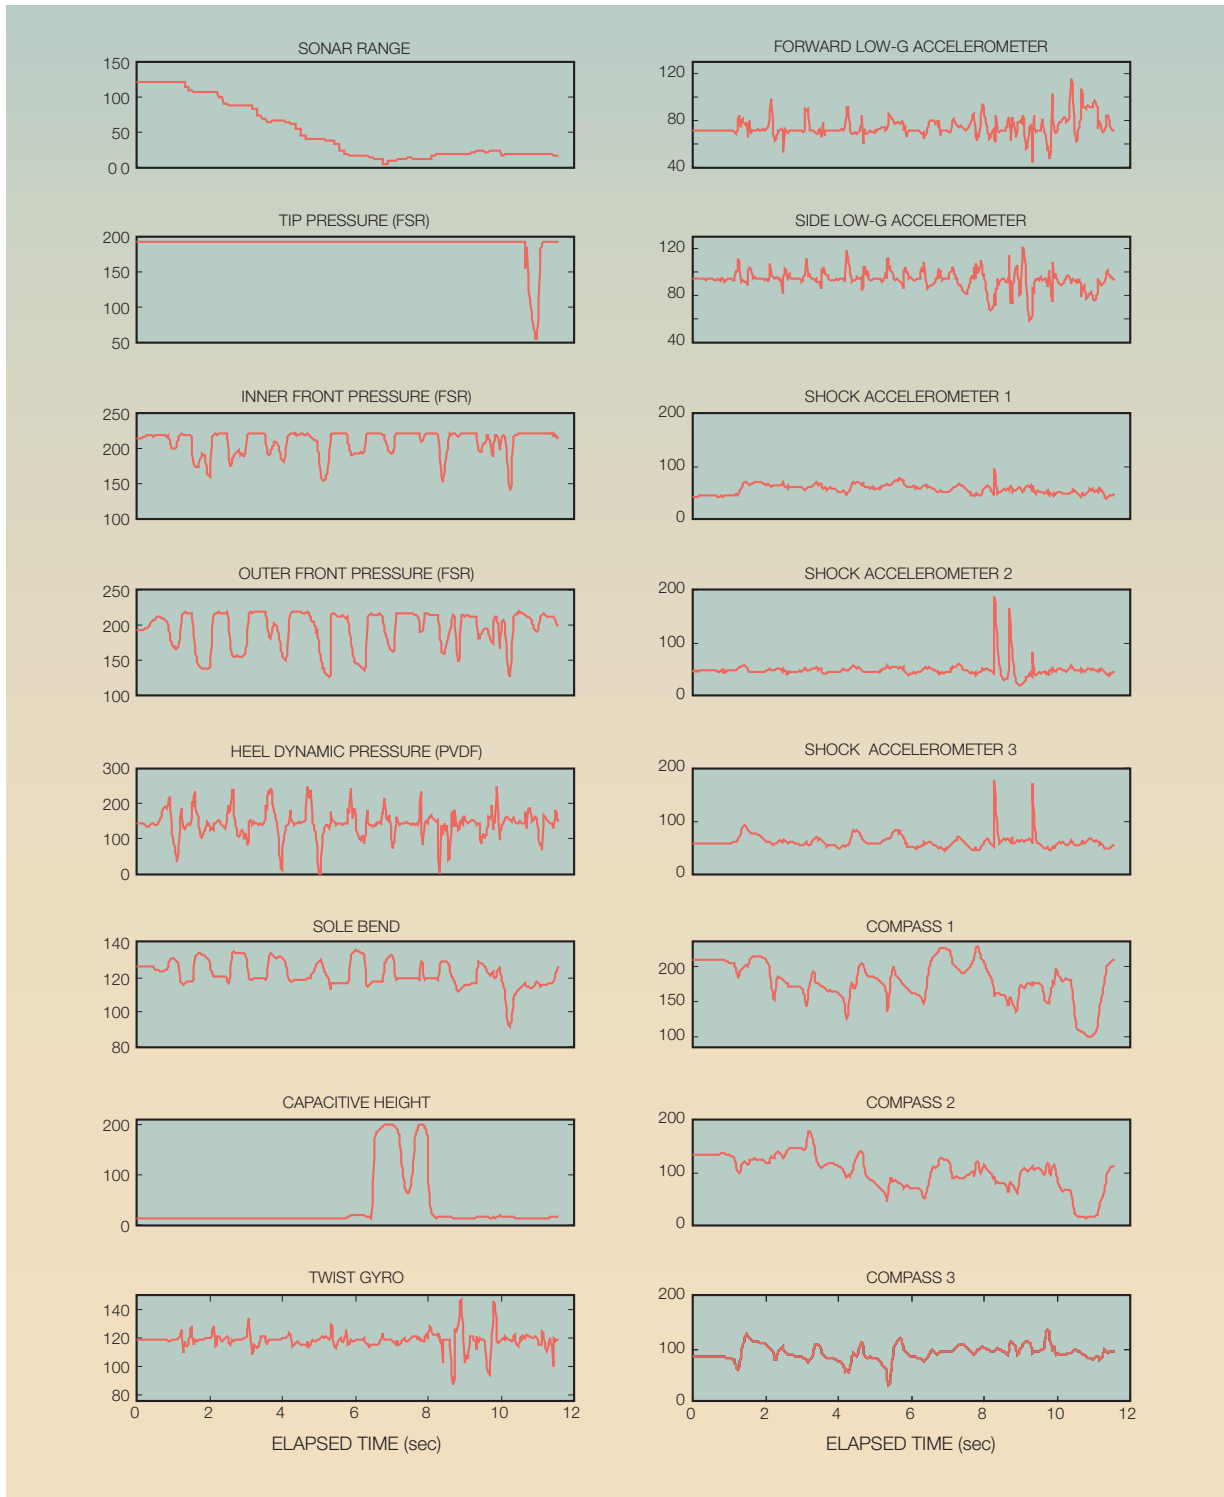 SONAR RANGE
150
100
50
0 0
TIP PRESSURE (FSR)
200
150
100
50
INNER FRONT PRESSURE (FSR)
250
200
150
100
OUTER FRONT PRESSURE (FSR)
250
200
150
100
HEEL DYNAMIC PRESSURE (PVDF)
300
200
100
0
SOLE BEND
140
120
100
80
CAPACITIVE HEIGHT
200
100
0
TWIST GYRO
140
120
100
80
0 2 4 6 8 10 12
ELAPSED TIME (sec)
FORWARD LOW-G ACCELEROMETER
120
80
40
SIDE LOW-G ACCELEROMETER
120
80
40
SHOCK ACCELEROMETER 1
200
100
0
SHOCK ACCELEROMETER 2
200
100
0
SHOCK ACCELEROMETER 3
200
100
0
COMPASS 1
200
150
100
COMPASS 2
200
100
0
COMPASS 3
200
100
0
0 2 4 6 8 10 12
ELAPSED TIME (sec)